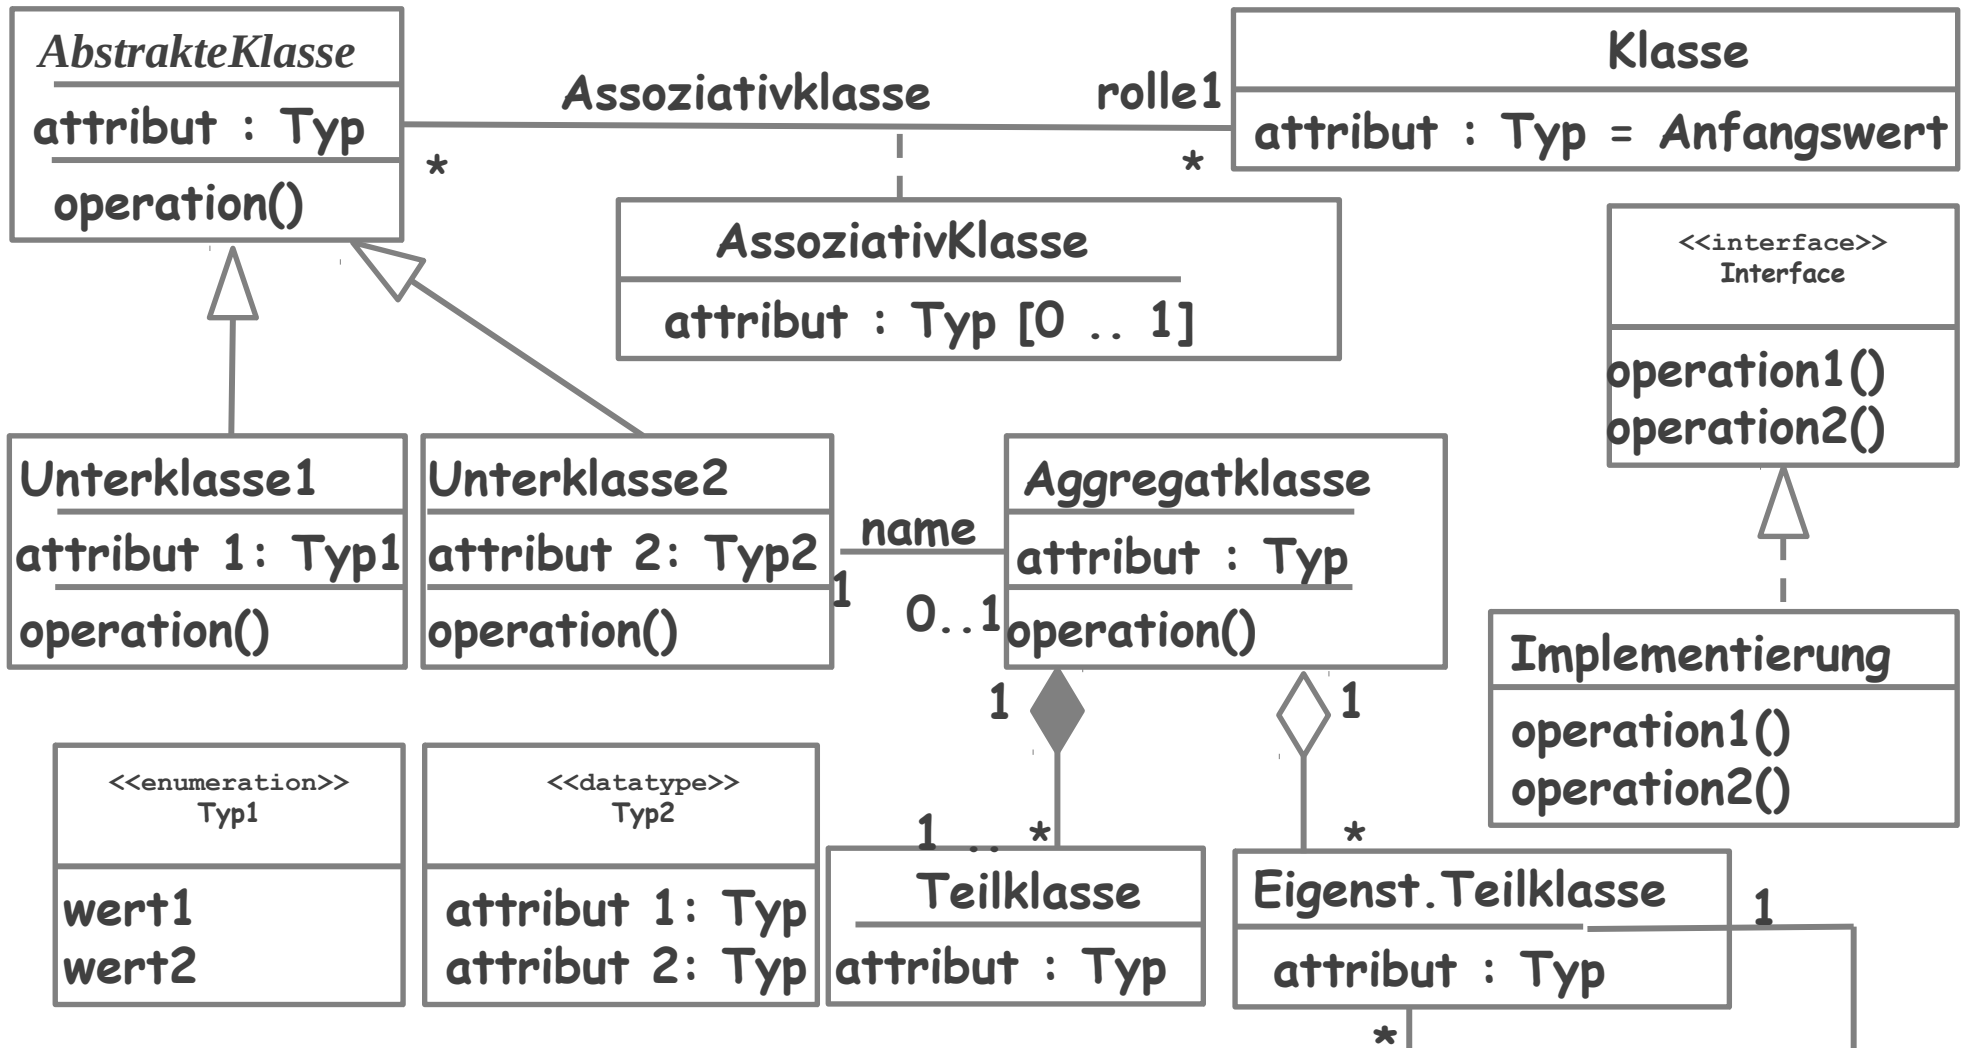 AbstrakteKlasse
attribut : Typ
operation()
Assoziativklasse
rolle1
*
*
Klasse
attribut : Typ = Anfangswert
AssoziativKlasse
attribut : Typ [0 .. 1]
<<interface>>
Interface
operation1()
operation2()
Unterklasse1
attribut 1: Typ1
operation()
Unterklasse2
attribut 2: Typ2
operation()
name
1
0..1
Aggregatklasse
attribut : Typ
operation()
1
1
Implementierung
operation1()
operation2()
<<enumeration>>
Typ1
wert1
wert2
<<datatype>>
Typ2
attribut 1: Typ
attribut 2: Typ
1 .. *
Teilklasse
attribut : Typ
*
Eigenst.Teilklasse
attribut : Typ
1
*